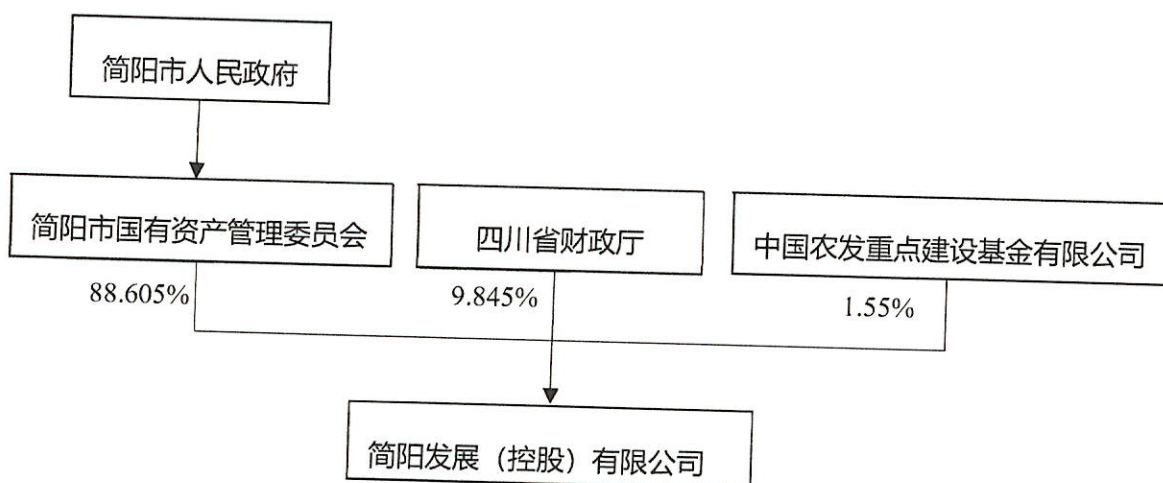 简阳市人民政府
简阳市国有资产管理委员会
四川省财政厅
中国农发重点建设基金有限公司
88.605%
9.845%
1.55%
简阳发展（控股）有限公司